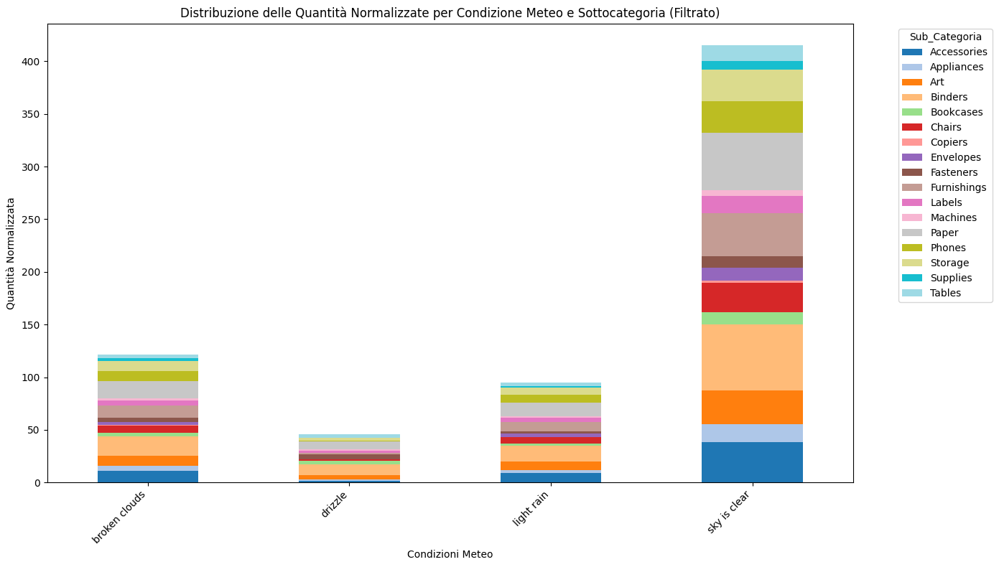 Distribuzione delle Quantità Normalizzate per Condizione Meteo e Sottocategoria (Filtrato)
Quantità Normalizzata
400
350
300
250
200
150
100
50
0
broken clouds
drizzle
light rain
sky is clear
Condizioni Meteo
Sub_Categoria
Accessories
Appliances
Art
Binders
Bookcases
Chairs
Copiers
Envelopes
Fasteners
Furnishings
Labels
Machines
Paper
Phones
Storage
Supplies
Tables